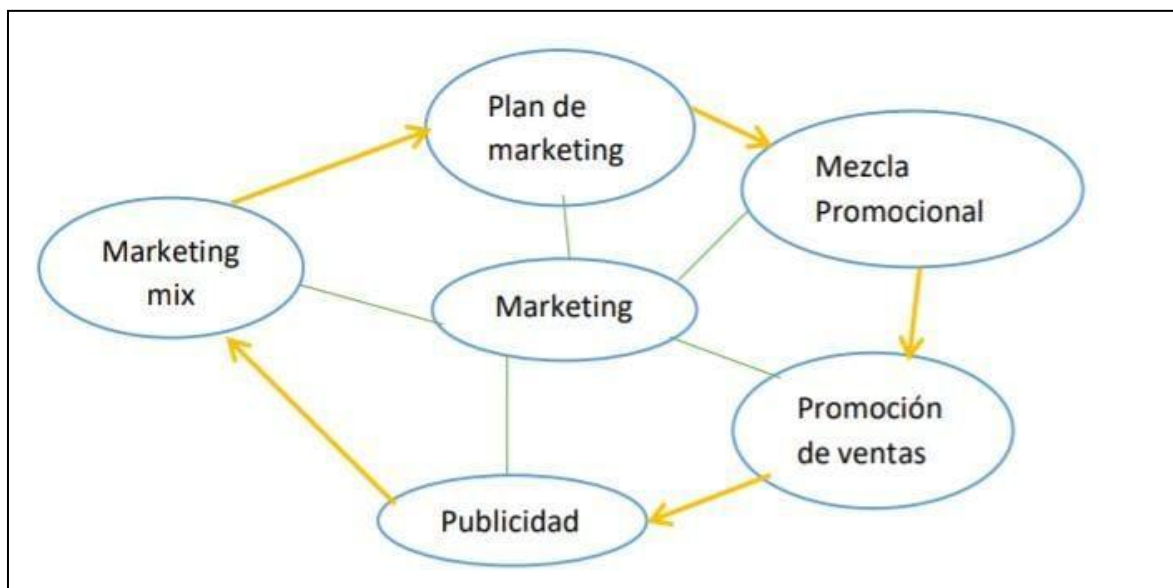 Plan de
marketing
Mezcla
Promocional
Marketing
mix
Marketing
Promoción
de ventas
Publicidad